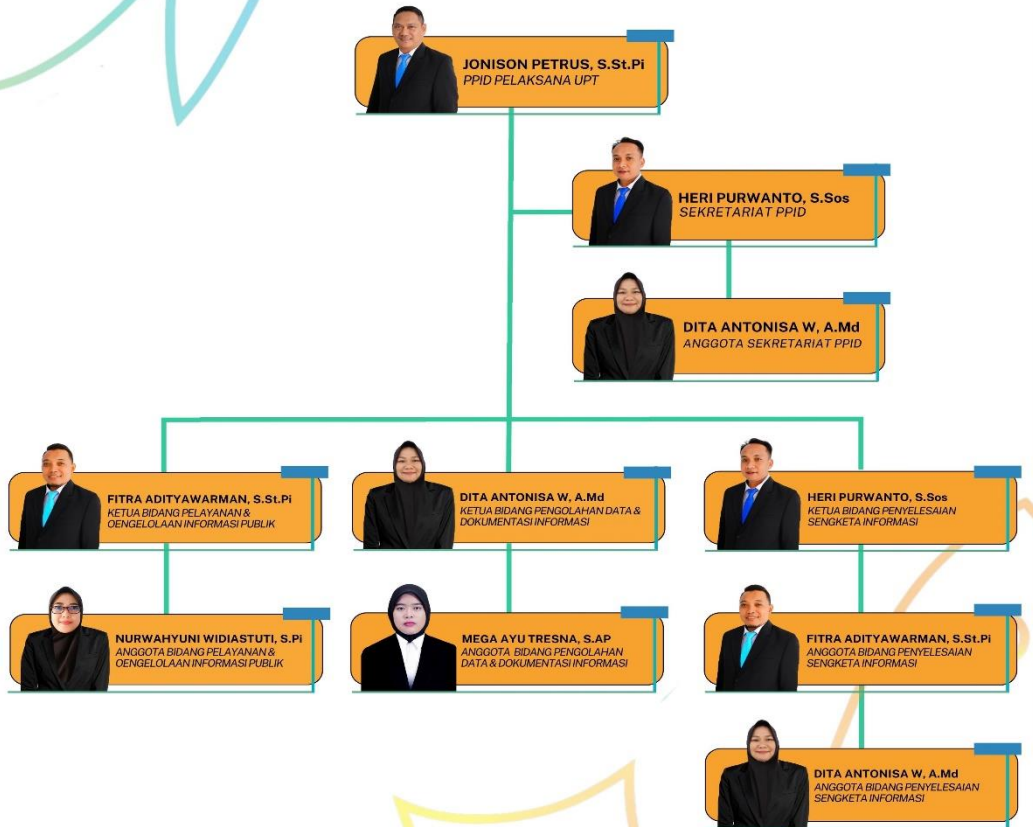 JONISON PETRUS, S.St.Pi
PPID PELAKSANA UPT
HERI PURWANTO, S.Sos
SEKRETARIAT PPID
DITA ANTONISA W, A.Md
ANGGOTA SEKRETARIAT PPID
FITRA ADITYAWARMAN, S.St.Pi
KETUA BIDANG PELAYANAN &
OENGELOLAAN INFORMASI PUBLIK
DITA ANTONISA W, A.Md
KETUA BIDANG PENGOLAHAN DATA &
DOKUMENTASI INFORMASI
HERI PURWANTO, S.Sos
KETUA BIDANG PENYELESAIAN
SENGKETA INFORMASI
NURWAHYUNI WIDIASTUTI, S.Pi
ANGGOTA BIDANG PELAYANAN &
OENGELOLAAN INFORMASI PUBLIK
MEGA AYU TRESNA, S.AP
ANGGOTA BIDANG PENGOLAHAN
DATA & DOKUMENTASI INFORMASI
FITRA ADITYAWARMAN, S.St.Pi
ANGGOTA BIDANG PENYELESAIAN
SENGKETA INFORMASI
DITA ANTONISA W, A.Md
ANGGOTA BIDANG PENYELESAIAN
SENGKETA INFORMASI